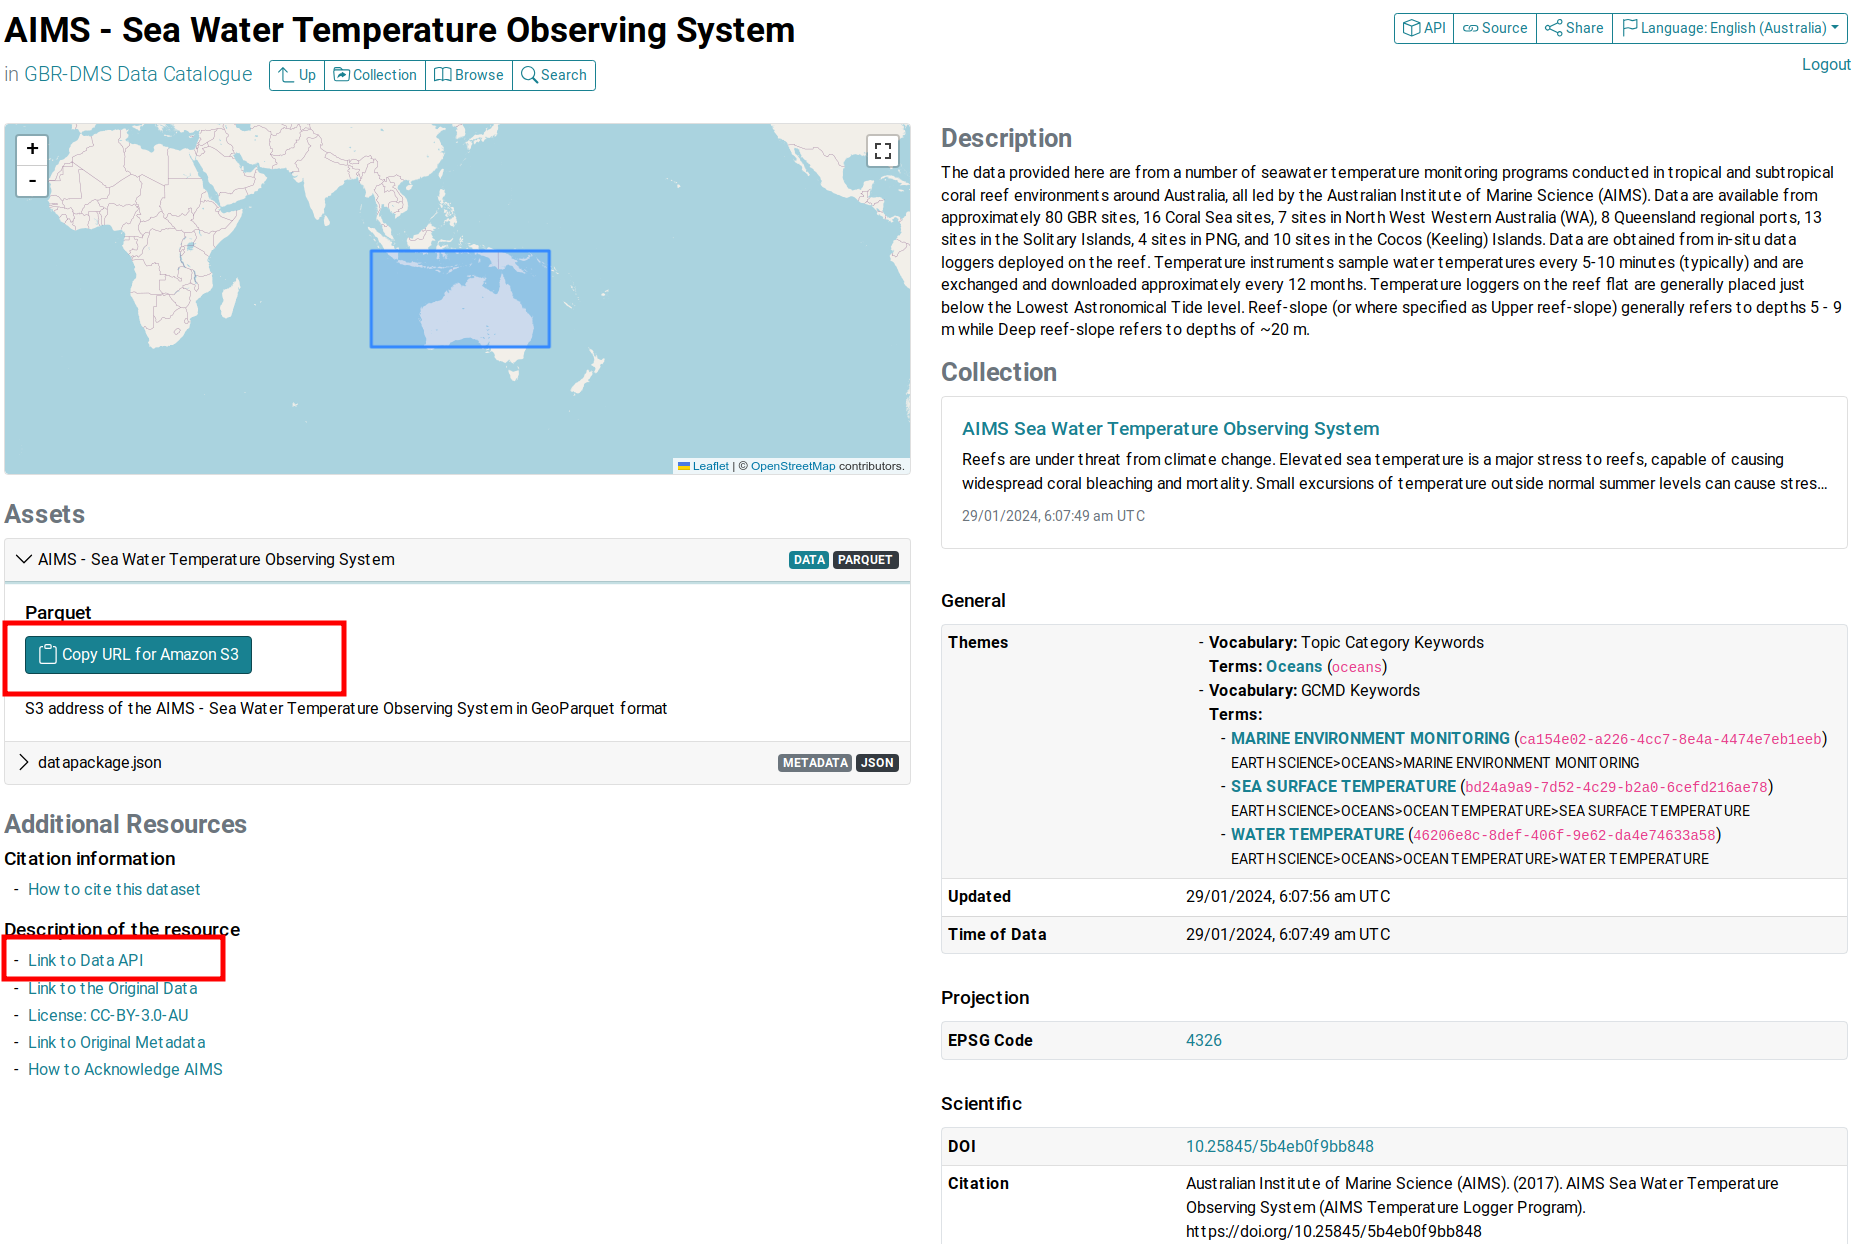 AIMS - Sea Water Temperature Observing System
in GBR-DMS Data Catalogue
Up
Collection
Browse
Search
API
Source
Share
Language: English (Australia)
Logout
+
-
Leaflet | © OpenStreetMap contributors.
Assets
AIMS - Sea Water Temperature Observing System
DATA
PARQUET
Parquet
Copy URL for Amazon S3
S3 address of the AIMS - Sea Water Temperature Observing System in GeoParquet format
datapackage.json
METADATA
JSON
Additional Resources
Citation information
- How to cite this dataset
Description of the resource
- Link to Data API
- Link to the Original Data
- License: CC-BY-3.0-AU
- Link to Original Metadata
- How to Acknowledge AIMS
Description
The data provided here are from a number of seawater temperature monitoring programs conducted in tropical and subtropical
coral reef environments around Australia, all led by the Australian Institute of Marine Science (AIMS). Data are available from
approximately 80 GBR sites, 16 Coral Sea sites, 7 sites in North West Western Australia (WA), 8 Queensland regional ports, 13
sites in the Solitary Islands, 4 sites in PNG, and 10 sites in the Cocos (Keeling) Islands. Data are obtained from in-situ data
loggers deployed on the reef. Temperature instruments sample water temperatures every 5-10 minutes (typically) and are
exchanged and downloaded approximately every 12 months. Temperature loggers on the reef flat are generally placed just
below the Lowest Astronomical Tide level. Reef-slope (or where specified as Upper reef-slope) generally refers to depths 5 - 9
m while Deep reef-slope refers to depths of ~20 m.
Collection
AIMS Sea Water Temperature Observing System
Reefs are under threat from climate change. Elevated sea temperature is a major stress to reefs, capable of causing
widespread coral bleaching and mortality. Small excursions of temperature outside normal summer levels can cause stres...
29/01/2024, 6:07:49 am UTC
General
Themes
- Vocabulary: Topic Category Keywords
Terms: Oceans (oceans)
- Vocabulary: GCMD Keywords
Terms:
- MARINE ENVIRONMENT MONITORING (ca154e02-a226-4cc7-8e4a-4474e7eb1eeb)
EARTH SCIENCE>OCEANS>MARINE ENVIRONMENT MONITORING
- SEA SURFACE TEMPERATURE (bd24a9a9-7d52-4c29-b2a0-6cefd216ae78)
EARTH SCIENCE>OCEANS>OCEAN TEMPERATURE>SEA SURFACE TEMPERATURE
- WATER TEMPERATURE (46206e8c-8def-406f-9e62-da4e74633a58)
EARTH SCIENCE>OCEANS>OCEAN TEMPERATURE>WATER TEMPERATURE
Updated 29/01/2024, 6:07:56 am UTC
Time of Data 29/01/2024, 6:07:49 am UTC
Projection
EPSG Code 4326
Scientific
DOI 10.25845/5b4eb0f9bb848
Citation Australian Institute of Marine Science (AIMS). (2017). AIMS Sea Water Temperature
Observing System (AIMS Temperature Logger Program).
https://doi.org/10.25845/5b4eb0f9bb848